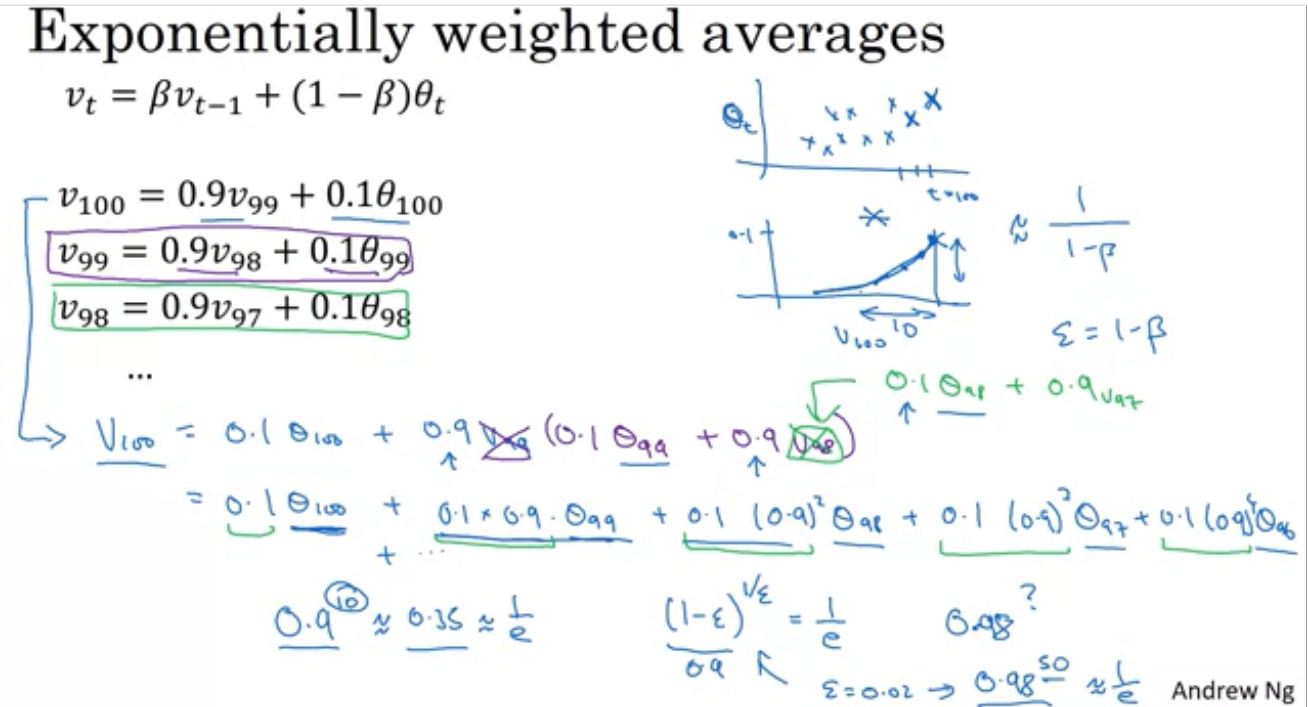 Exponentially weighted averages
v_t = βv_{t−1} + (1 − β)θ_t
θ_t
t=100
v_100 = 0.9v_99 + 0.1θ_100
v_99 = 0.9v_98 + 0.1θ_99
v_98 = 0.9v_97 + 0.1θ_98
...
0.1
≈ 1/(1-β)
10
V_100
ε = 1-β
0.1 θ_98 + 0.9 v_97
V_100 = 0.1 θ_100 + 0.9 V_99 (0.1 θ_99 + 0.9 V_98)
= 0.1 θ_100 + 0.1 × 0.9 · θ_99 + 0.1 (0.9)² θ_98 + 0.1 (0.9)³ θ_97 + 0.1 (0.9)⁴ θ_96
+ ...
0.9^10 ≈ 0.35 ≈ 1/e
(1-ε)^{1/ε} = 1/e
0.9
0.98^?
ε = 0.02 → 0.98^50 ≈ 1/e
Andrew Ng